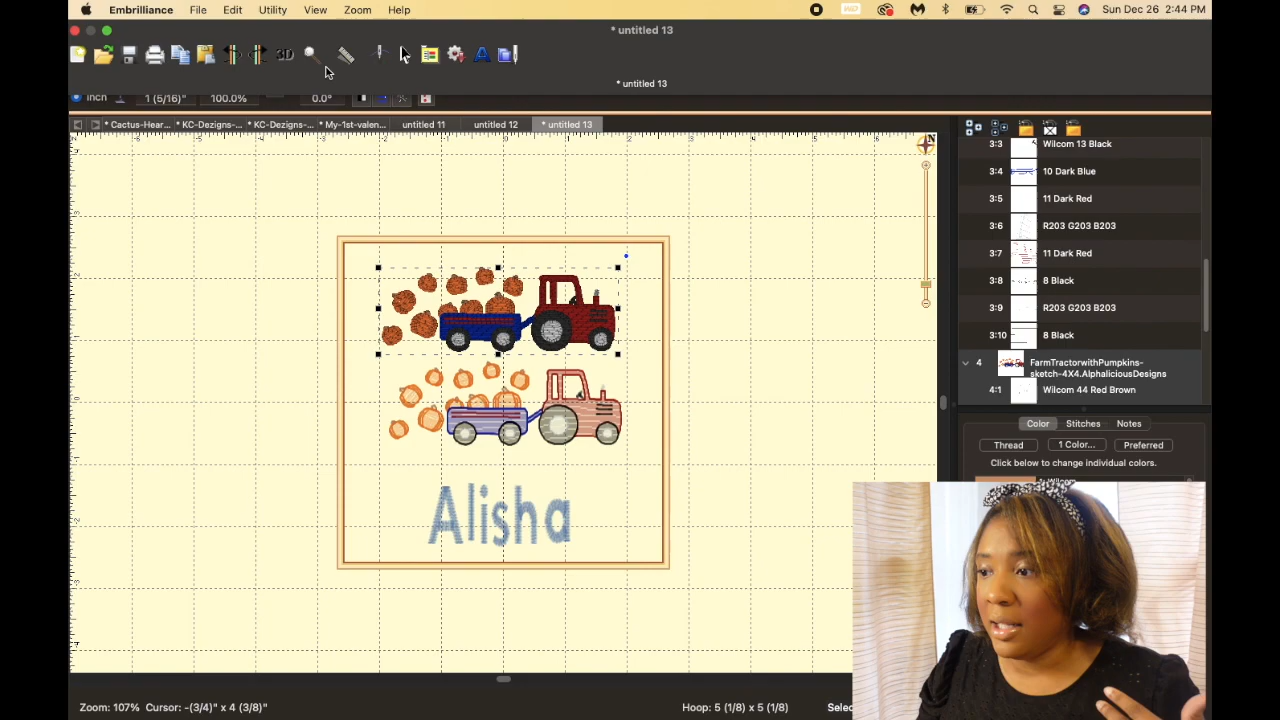 Embrilliance File Edit Utility View Zoom Help Sun Dec 26 2:44 PM
* untitled 13
3D
* untitled 13
inch 1 (5/16)" 100.0% 0.0°
* Cactus-Hear... * KC-Dezigns-... * KC-Dezigns-... * My-1st-valen... untitled 11 untitled 12 * untitled 13
N
3:3 Wilcom 13 Black
3:4 10 Dark Blue
3:5 11 Dark Red
3:6 R203 G203 B203
3:7 11 Dark Red
3:8 8 Black
3:9 R203 G203 B203
3:10 8 Black
4 FarmTractorwithPumpkins-
sketch-4X4.AlphaliciousDesigns
4:1 Wilcom 44 Red Brown
Color Stitches Notes
Thread 1 Color... Preferred
Click below to change individual colors.
Alisha
Zoom: 107% Cursor: -(3/4)" x 4 (3/8)" Hoop: 5 (1/8) x 5 (1/8)